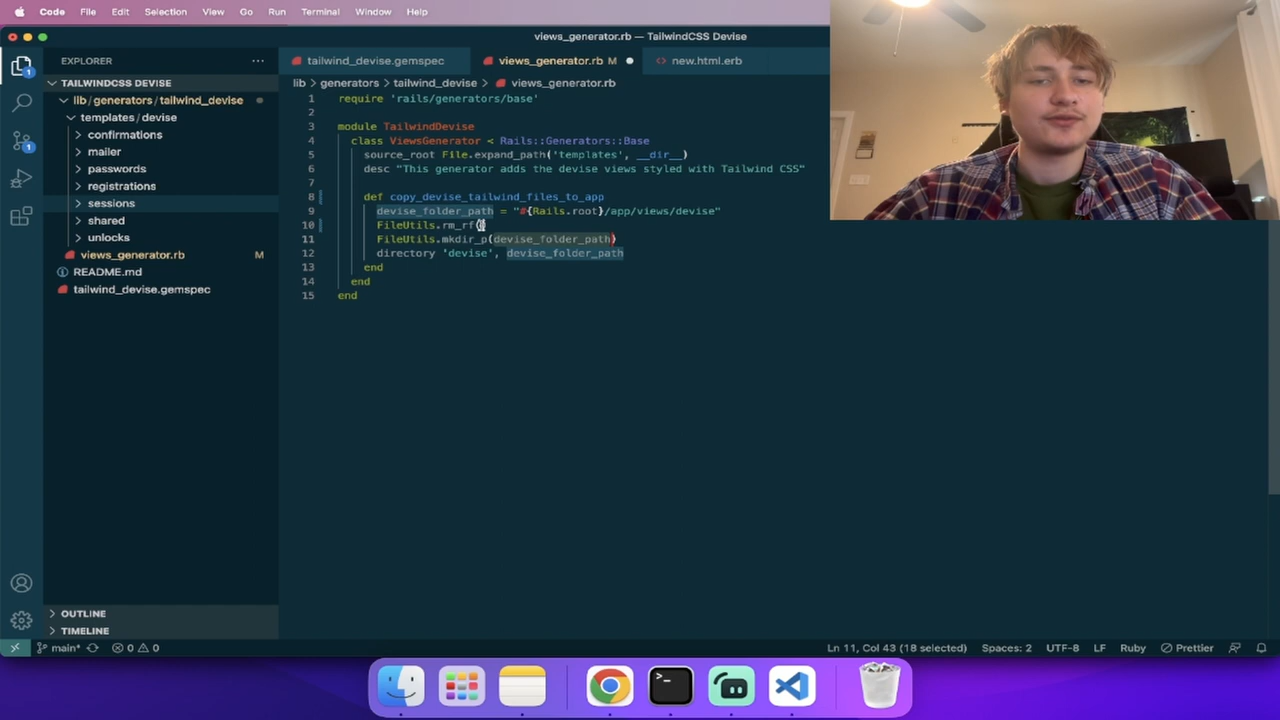 Code File Edit Selection View Go Run Terminal Window Help
views_generator.rb — TailwindCSS Devise
EXPLORER
tailwind_devise.gemspec
views_generator.rb M
new.html.erb
TAILWINDCSS DEVISE
lib/generators/tailwind_devise
templates/devise
confirmations
mailer
passwords
registrations
sessions
shared
unlocks
views_generator.rb M
README.md
tailwind_devise.gemspec
OUTLINE
TIMELINE
lib > generators > tailwind_devise > views_generator.rb
1 require 'rails/generators/base'
2
3 module TailwindDevise
4 class ViewsGenerator < Rails::Generators::Base
5 source_root File.expand_path('templates', __dir__)
6 desc "This generator adds the devise views styled with Tailwind CSS"
7
8 def copy_devise_tailwind_files_to_app
9 devise_folder_path = "#{Rails.root}/app/views/devise"
10 FileUtils.rm_rf(
11 FileUtils.mkdir_p(devise_folder_path)
12 directory 'devise', devise_folder_path
13 end
14 end
15 end
1
1
main* 0 0
Ln 11, Col 43 (18 selected) Spaces: 2 UTF-8 LF Ruby Prettier